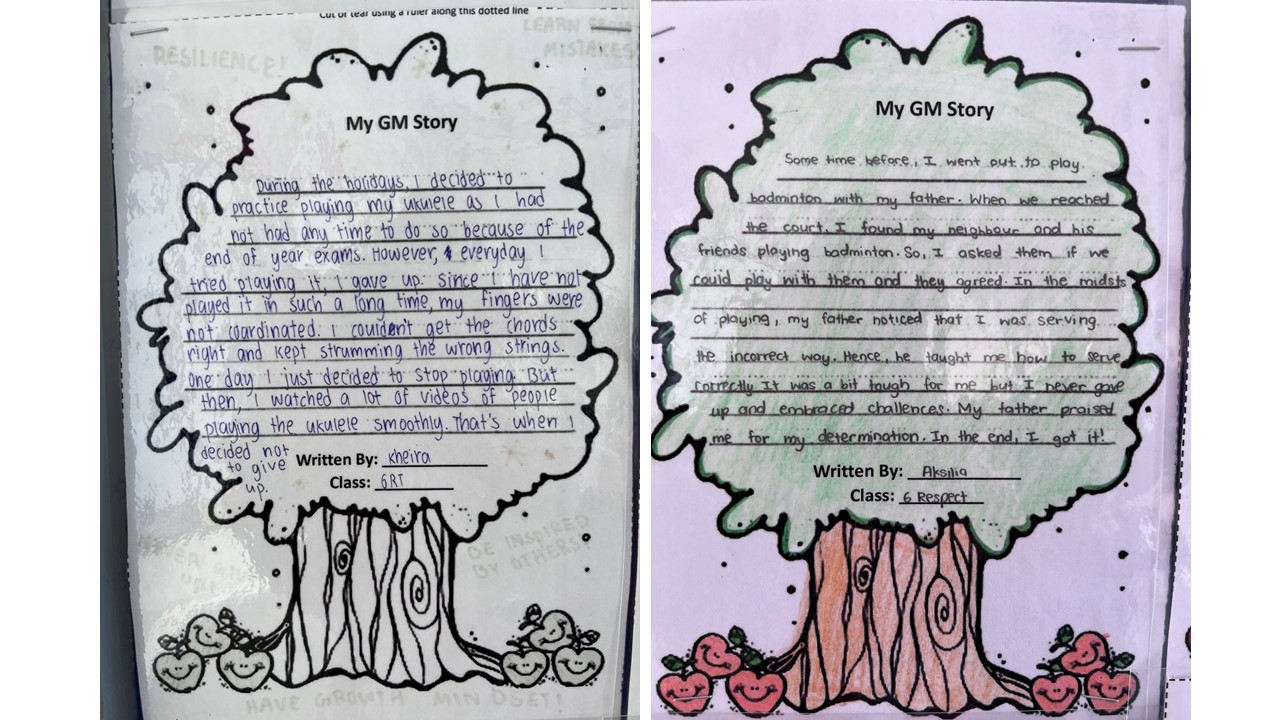 Cut or tear using a ruler along this dotted line
RESILIENCE!
LEARN FROM
MISTAKES
My GM Story
During the holidays, I decided to
practice playing my ukulele as I had
not had any time to do so because of the
end of year exams. However, everyday I
tried playing it, I gave up. Since I have not
played it in such a long time, my fingers were
not coordinated. I couldn't get the chords
right and kept strumming the wrong strings.
One day I just decided to stop playing. But
then, I watched a lot of videos of people
playing the ukulele smoothly. That's when I
decided not
to give
up.
Written By: Kheira
Class: 6RT
NEVER GIVE
UP!
BE INSPIRED
BY OTHERS!
HAVE GROWTH MINDSET!
My GM Story
Some time before, I went out to play
badminton with my father. When we reached
the court, I found my neighbour and his
friends playing badminton. So, I asked them if we
could play with them and they agreed. In the midsts
of playing, my father noticed that I was serving
the incorrect way. Hence, he taught me how to serve
correctly. It was a bit tough for me but I never gave
up and embraced challences. My father praised
me for my determination. In the end, I got it!
Written By: Aksilia
Class: 6 Respect